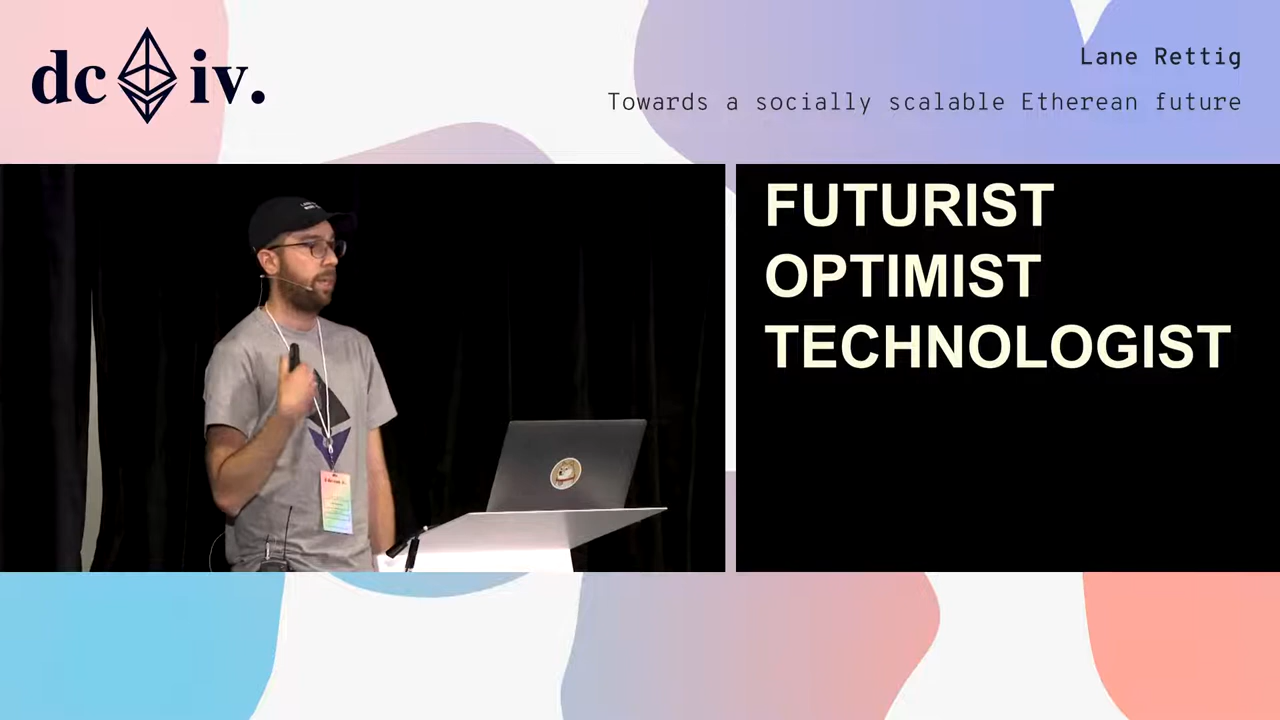 dc iv.
Lane Rettig
Towards a socially scalable Etherean future
FUTURIST
OPTIMIST
TECHNOLOGIST